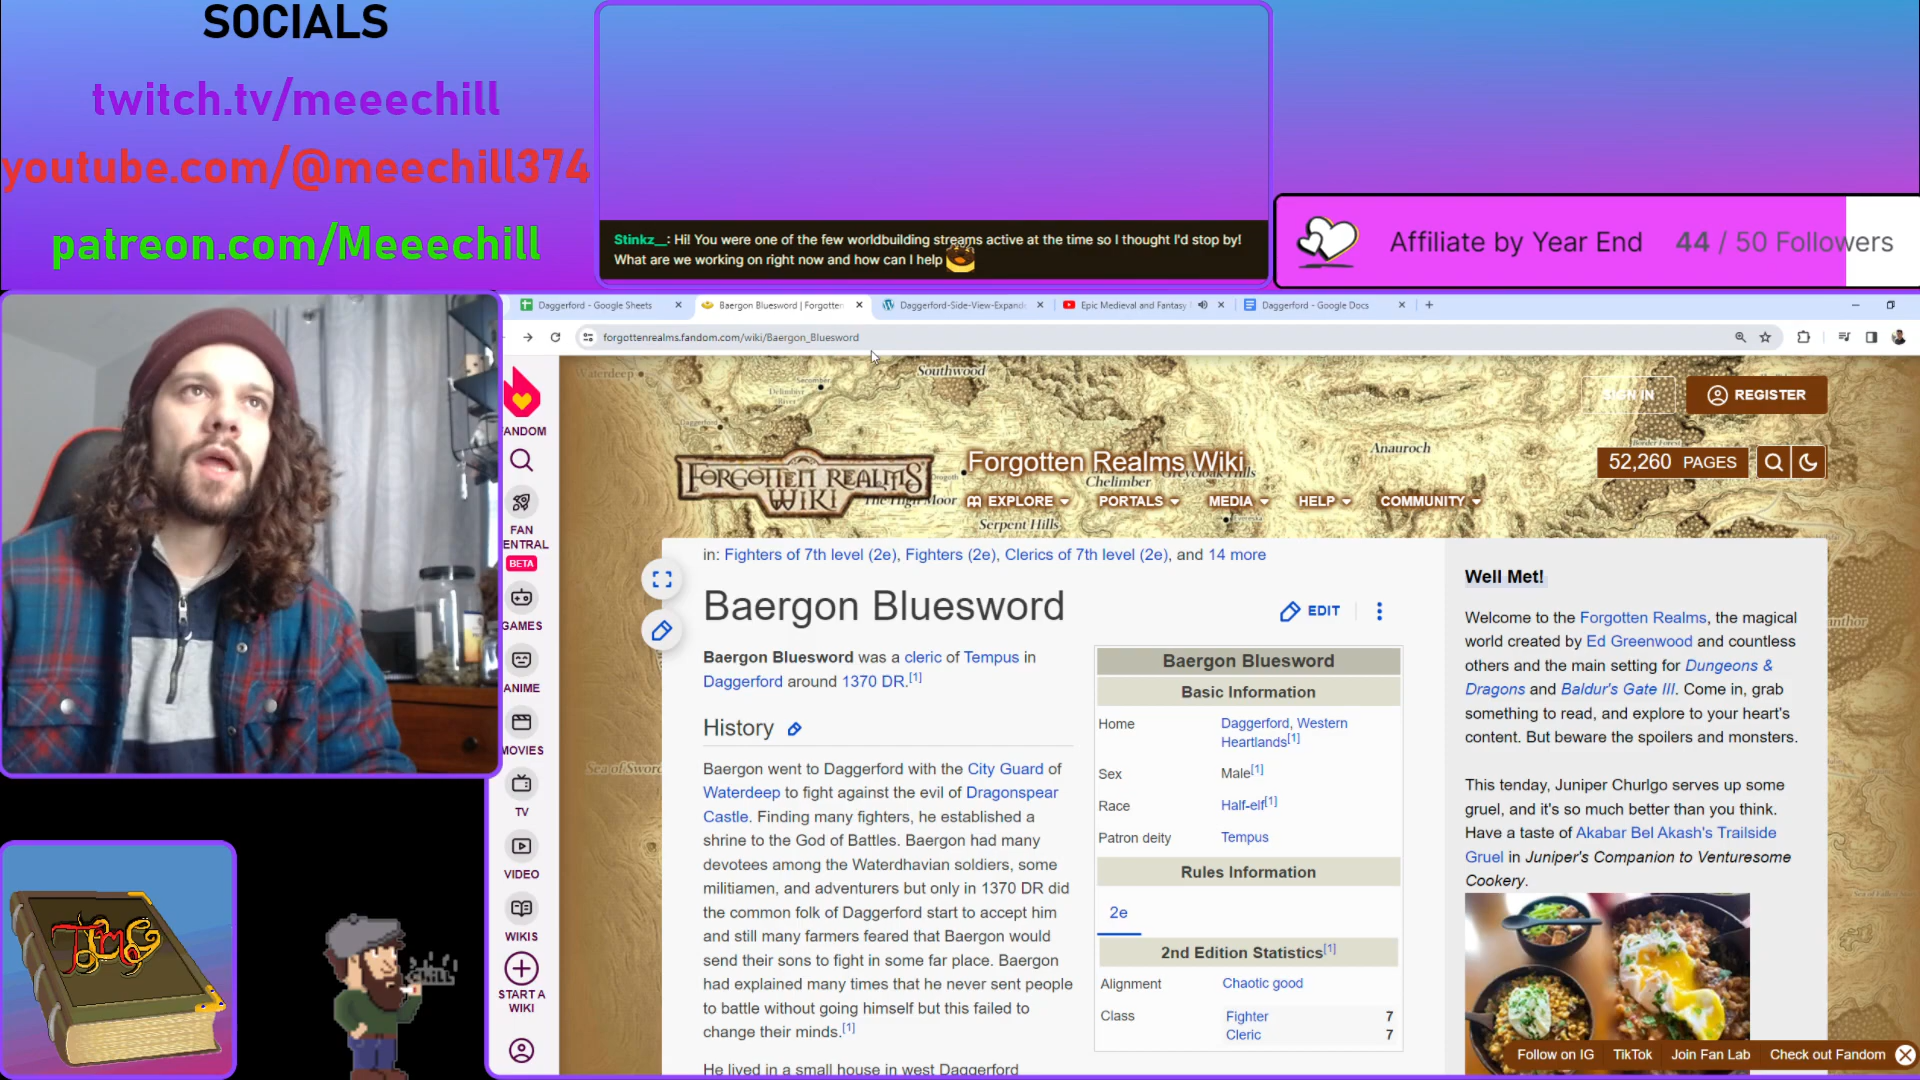 SOCIALS
twitch.tv/meeechill
youtube.com/@meechill374
patreon.com/Meeechill
Stinkz__: Hi! You were one of the few worldbuilding streams active at the time so I thought I'd stop by!
What are we working on right now and how can I help
Affiliate by Year End 44 / 50 Followers
Daggerford - Google Sheets
Baergon Bluesword | Forgotten
Daggerford-Side-View-Expand
Epic Medieval and Fantasy
Daggerford - Google Docs
forgottenrealms.fandom.com/wiki/Baergon_Bluesword
Southwood
Anauroch
SIGN IN
REGISTER
FORGOTTEN REALMS WIKI
Forgotten Realms Wiki
Chelimber
Serpent Hills
52,260 PAGES
EXPLORE
PORTALS
MEDIA
HELP
COMMUNITY
ANDOM
FAN
ENTRAL
BETA
GAMES
ANIME
MOVIES
TV
VIDEO
WIKIS
START A
WIKI
in: Fighters of 7th level (2e), Fighters (2e), Clerics of 7th level (2e), and 14 more
Baergon Bluesword
EDIT
Baergon Bluesword was a cleric of Tempus in
Daggerford around 1370 DR.[1]
History
Baergon went to Daggerford with the City Guard of
Waterdeep to fight against the evil of Dragonspear
Castle. Finding many fighters, he established a
shrine to the God of Battles. Baergon had many
devotees among the Waterdhavian soldiers, some
militiamen, and adventurers but only in 1370 DR did
the common folk of Daggerford start to accept him
and still many farmers feared that Baergon would
send their sons to fight in some far place. Baergon
had explained many times that he never sent people
to battle without going himself but this failed to
change their minds.[1]
He lived in a small house in west Daggerford
Baergon Bluesword
Basic Information
Home Daggerford, Western
Heartlands[1]
Sex Male[1]
Race Half-elf[1]
Patron deity Tempus
Rules Information
2e
2nd Edition Statistics[1]
Alignment Chaotic good
Class Fighter 7
Cleric 7
Well Met!
Welcome to the Forgotten Realms, the magical
world created by Ed Greenwood and countless
others and the main setting for Dungeons &
Dragons and Baldur's Gate III. Come in, grab
something to read, and explore to your heart's
content. But beware the spoilers and monsters.
This tenday, Juniper Churlgo serves up some
gruel, and it's so much better than you think.
Have a taste of Akabar Bel Akash's Trailside
Gruel in Juniper's Companion to Venturesome
Cookery.
Follow on IG
TikTok
Join Fan Lab
Check out Fandom
CHILL